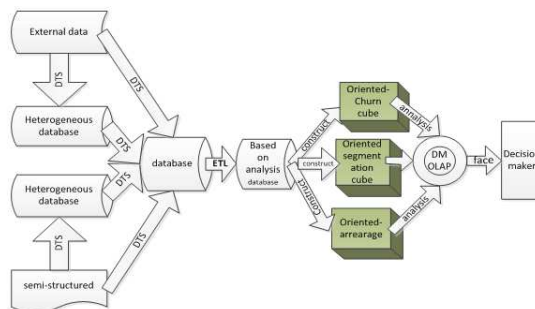 External data
DTS
DTS
Heterogeneous
database
DTS
DTS
Heterogeneous
database
DTS
DTS
semi-structured
database
ETL
Based
on
analysis
database
construct
construct
Construct
Oriented-
Churn
cube
Oriented
segment
ation
cube
Oriented-
arrearage
annalysis
analysis
DM
OLAP
face
Decision
maker